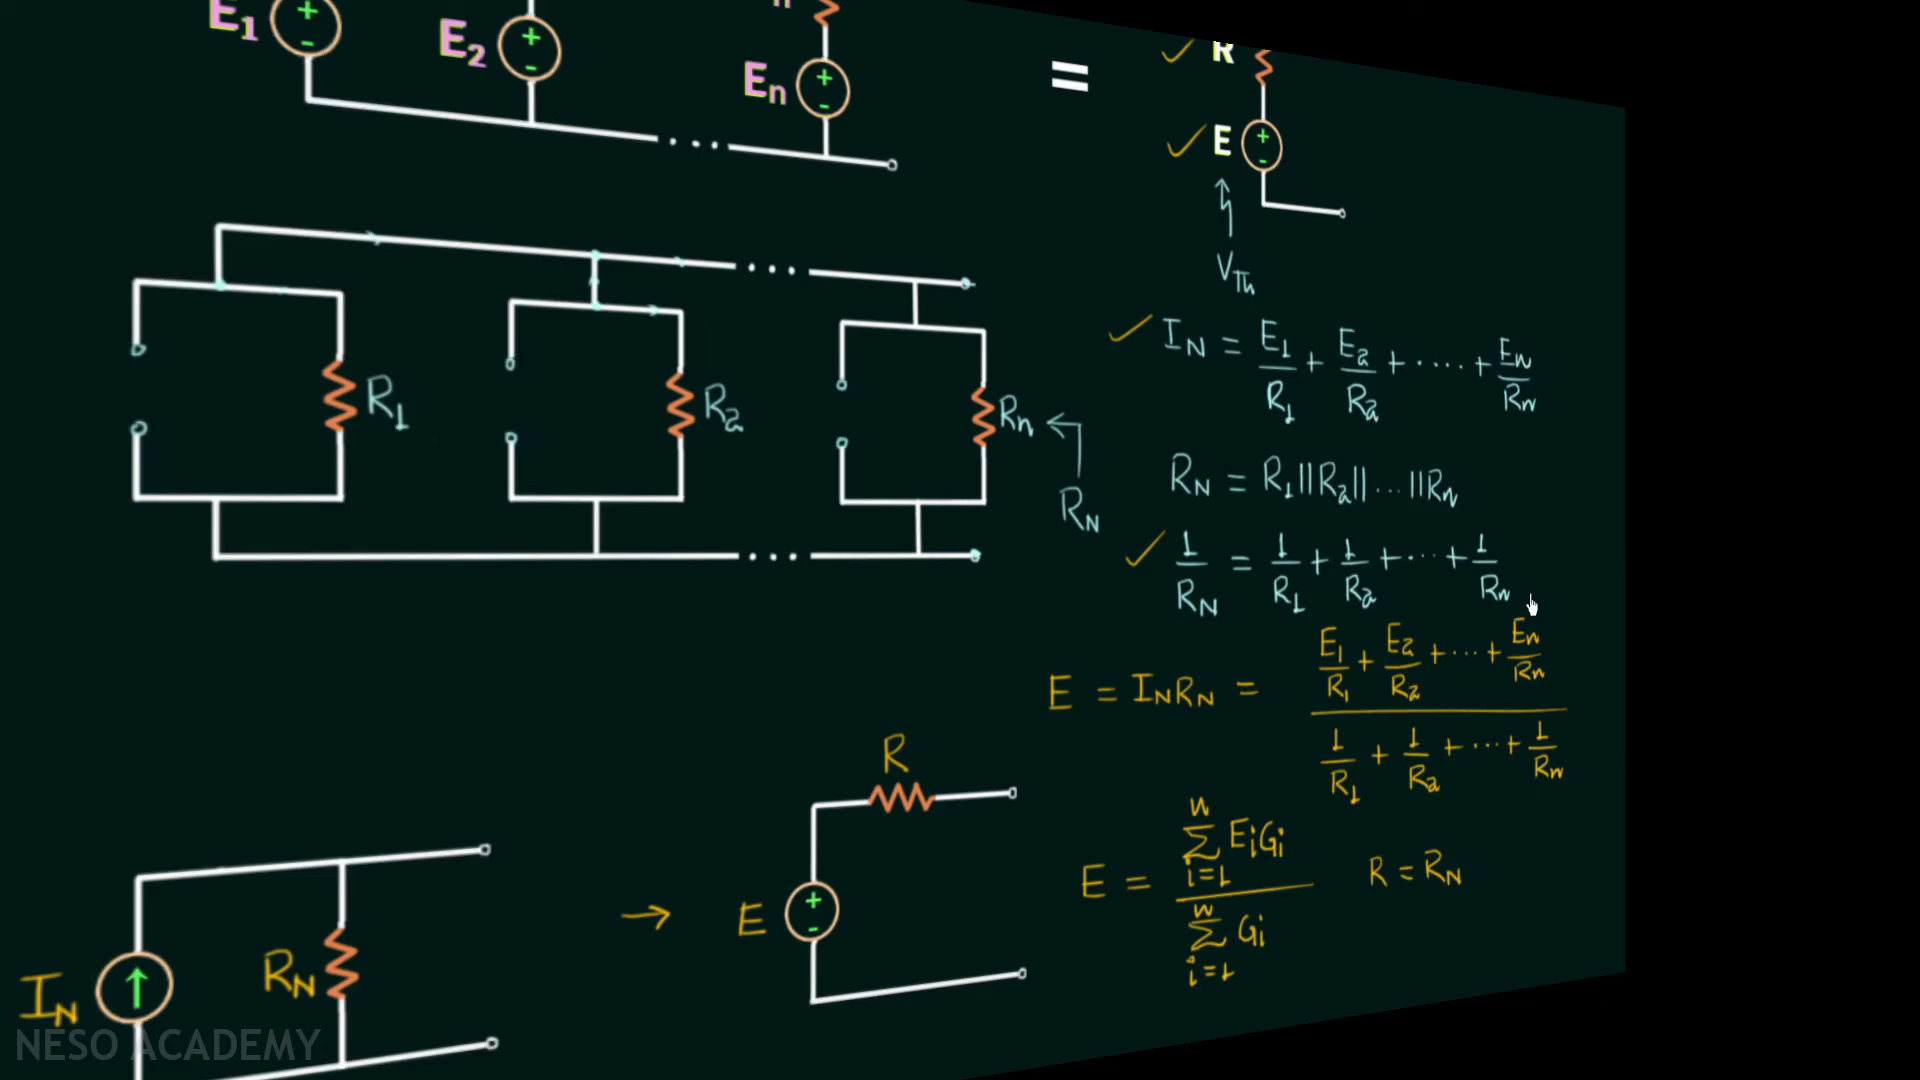 E1
E2
En
=
R
E
VTh
R1
R2
Rn
RN
IN = E1/R1 + E2/R2 + ..... + En/Rn
RN = R1||R2||...||Rn
1/RN = 1/R1 + 1/R2 + ... + 1/Rn
E = INRN = (E1/R1 + E2/R2 + ... + En/Rn) / (1/R1 + 1/R2 + ... + 1/Rn)
R
→ E
E = (n ∑ i=1 EiGi) / (n ∑ i=1 Gi)
R = RN
IN
RN
NESO ACADEMY